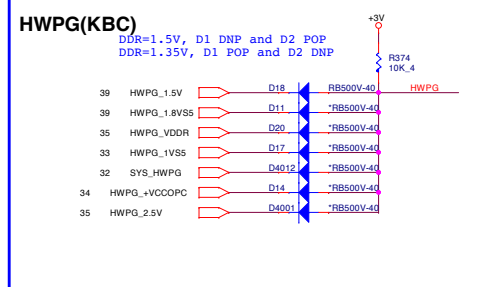 HWPG(KBC)
DDR=1.5V, D1 DNP and D2 POP
DDR=1.35V, D1 POP and D2 DNP
+3V
R374
10K_4
39 HWPG_1.5V D18 RB500V-40 HWPG
39 HWPG_1.8VS5 D11 *RB500V-40
35 HWPG_VDDR D20 *RB500V-40
33 HWPG_1VS5 D17 *RB500V-40
32 SYS_HWPG D4012 *RB500V-40
34 HWPG_+VCCOPC D14 *RB500V-40
35 HWPG_2.5V D4001 *RB500V-40